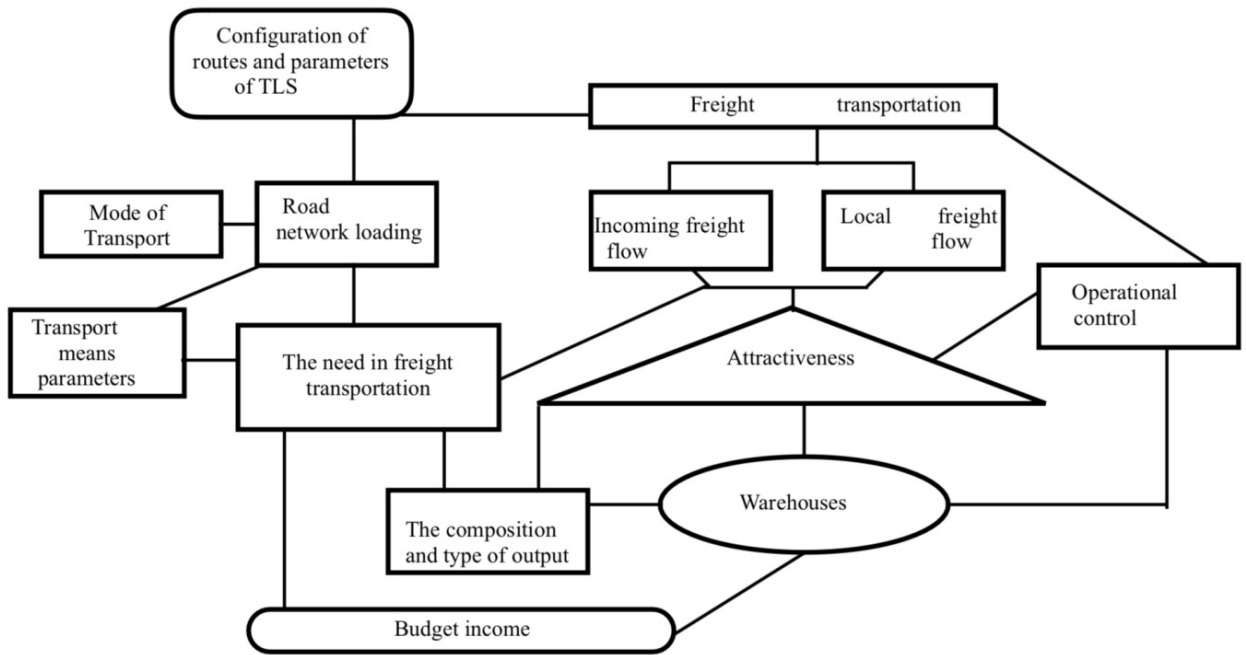 Configuration of
routes and parameters
of TLS
Freight transportation
Mode of
Transport
Road
network loading
Incoming freight
flow
Local freight
flow
Operational
control
Transport
means
parameters
The need in freight
transportation
Attractiveness
The composition
and type of output
Warehouses
Budget income